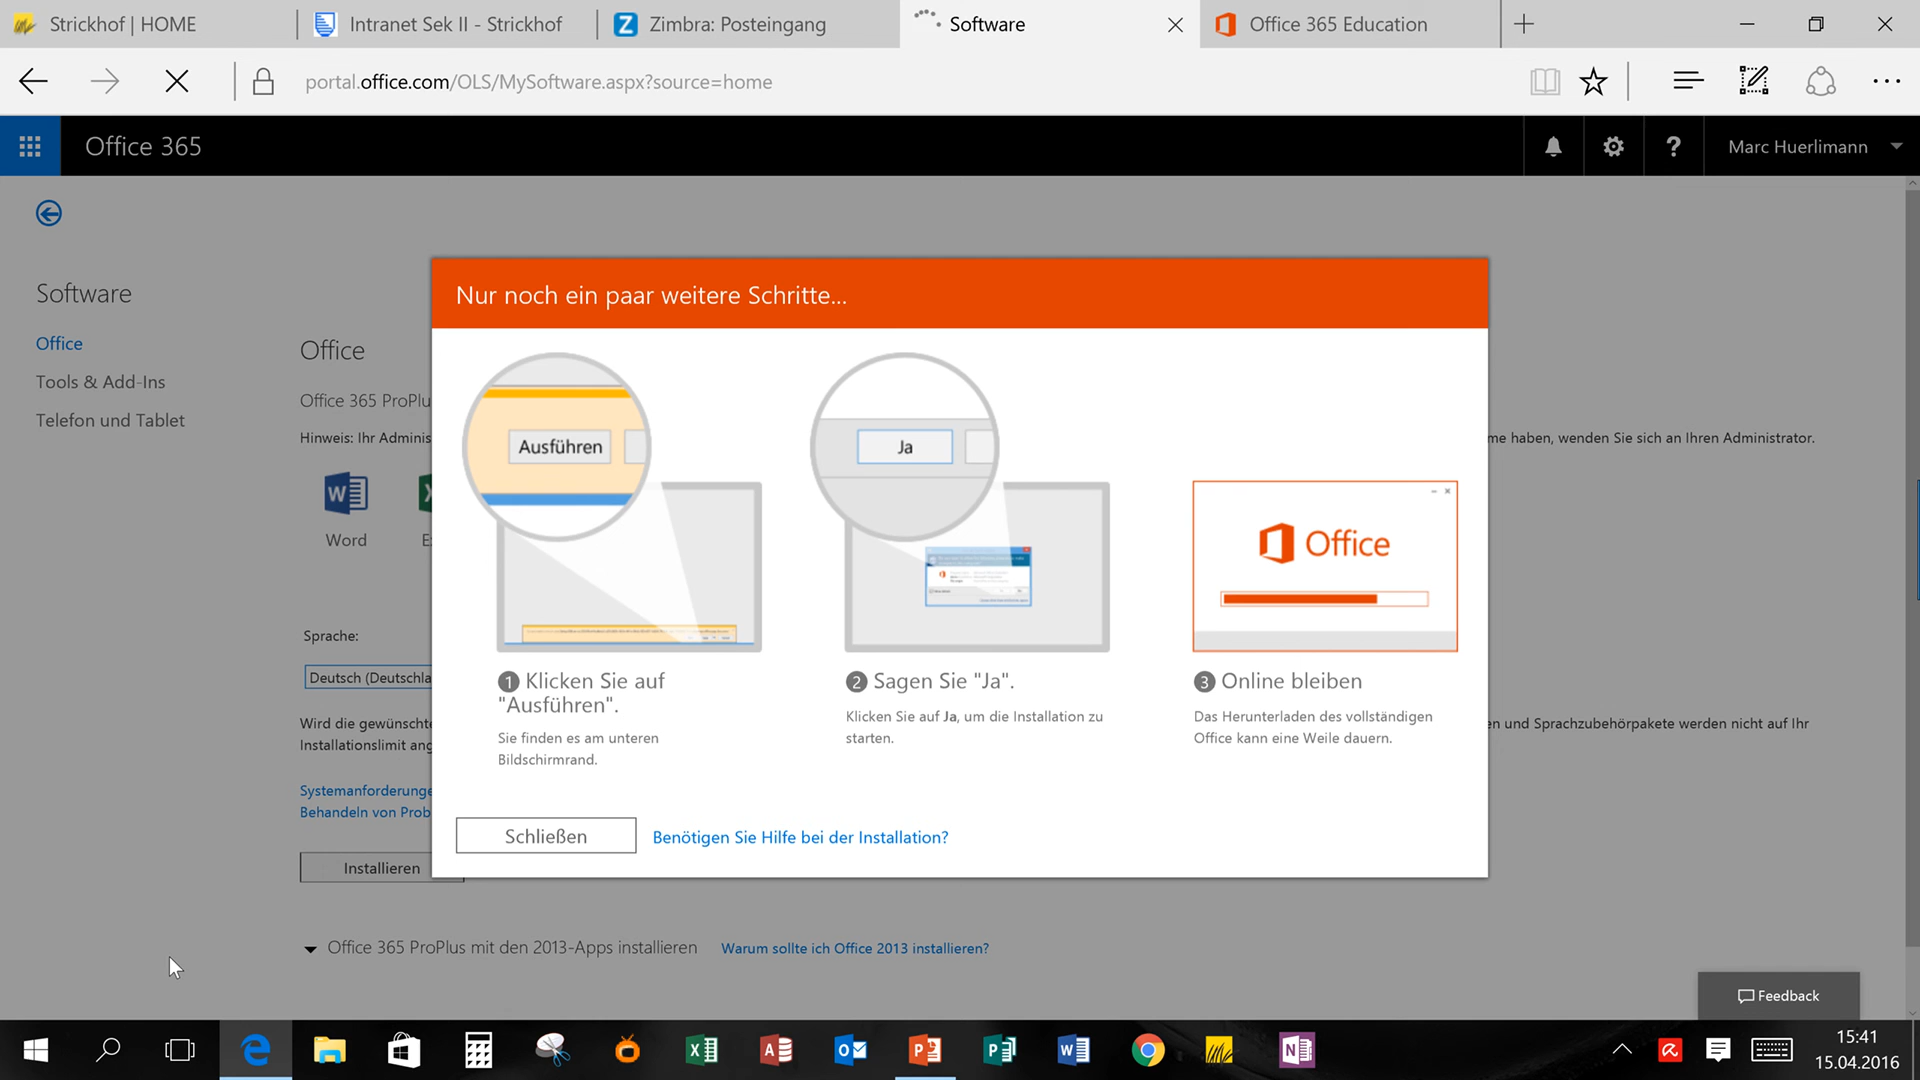 Strickhof | HOME
Intranet Sek II - Strickhof
Zimbra: Posteingang
Software
Office 365 Education
portal.office.com/OLS/MySoftware.aspx?source=home
Office 365
Marc Huerlimann
Software
Office
Tools & Add-Ins
Telefon und Tablet
Office
Office 365 ProPlu
Hinweis: Ihr Adminis
me haben, wenden Sie sich an Ihren Administrator.
Word
Sprache:
Deutsch (Deutschla
Wird die gewünschte
en und Sprachzubehörpakete werden nicht auf Ihr
Installationslimit ang
Systemanforderunge
Behandeln von Prob
Installieren
Nur noch ein paar weitere Schritte...
Ausführen
Ja
Office
1 Klicken Sie auf
"Ausführen".
Sie finden es am unteren
Bildschirmrand.
2 Sagen Sie "Ja".
Klicken Sie auf Ja, um die Installation zu
starten.
3 Online bleiben
Das Herunterladen des vollständigen
Office kann eine Weile dauern.
Schließen
Benötigen Sie Hilfe bei der Installation?
Office 365 ProPlus mit den 2013-Apps installieren
Warum sollte ich Office 2013 installieren?
Feedback
15:41
15.04.2016